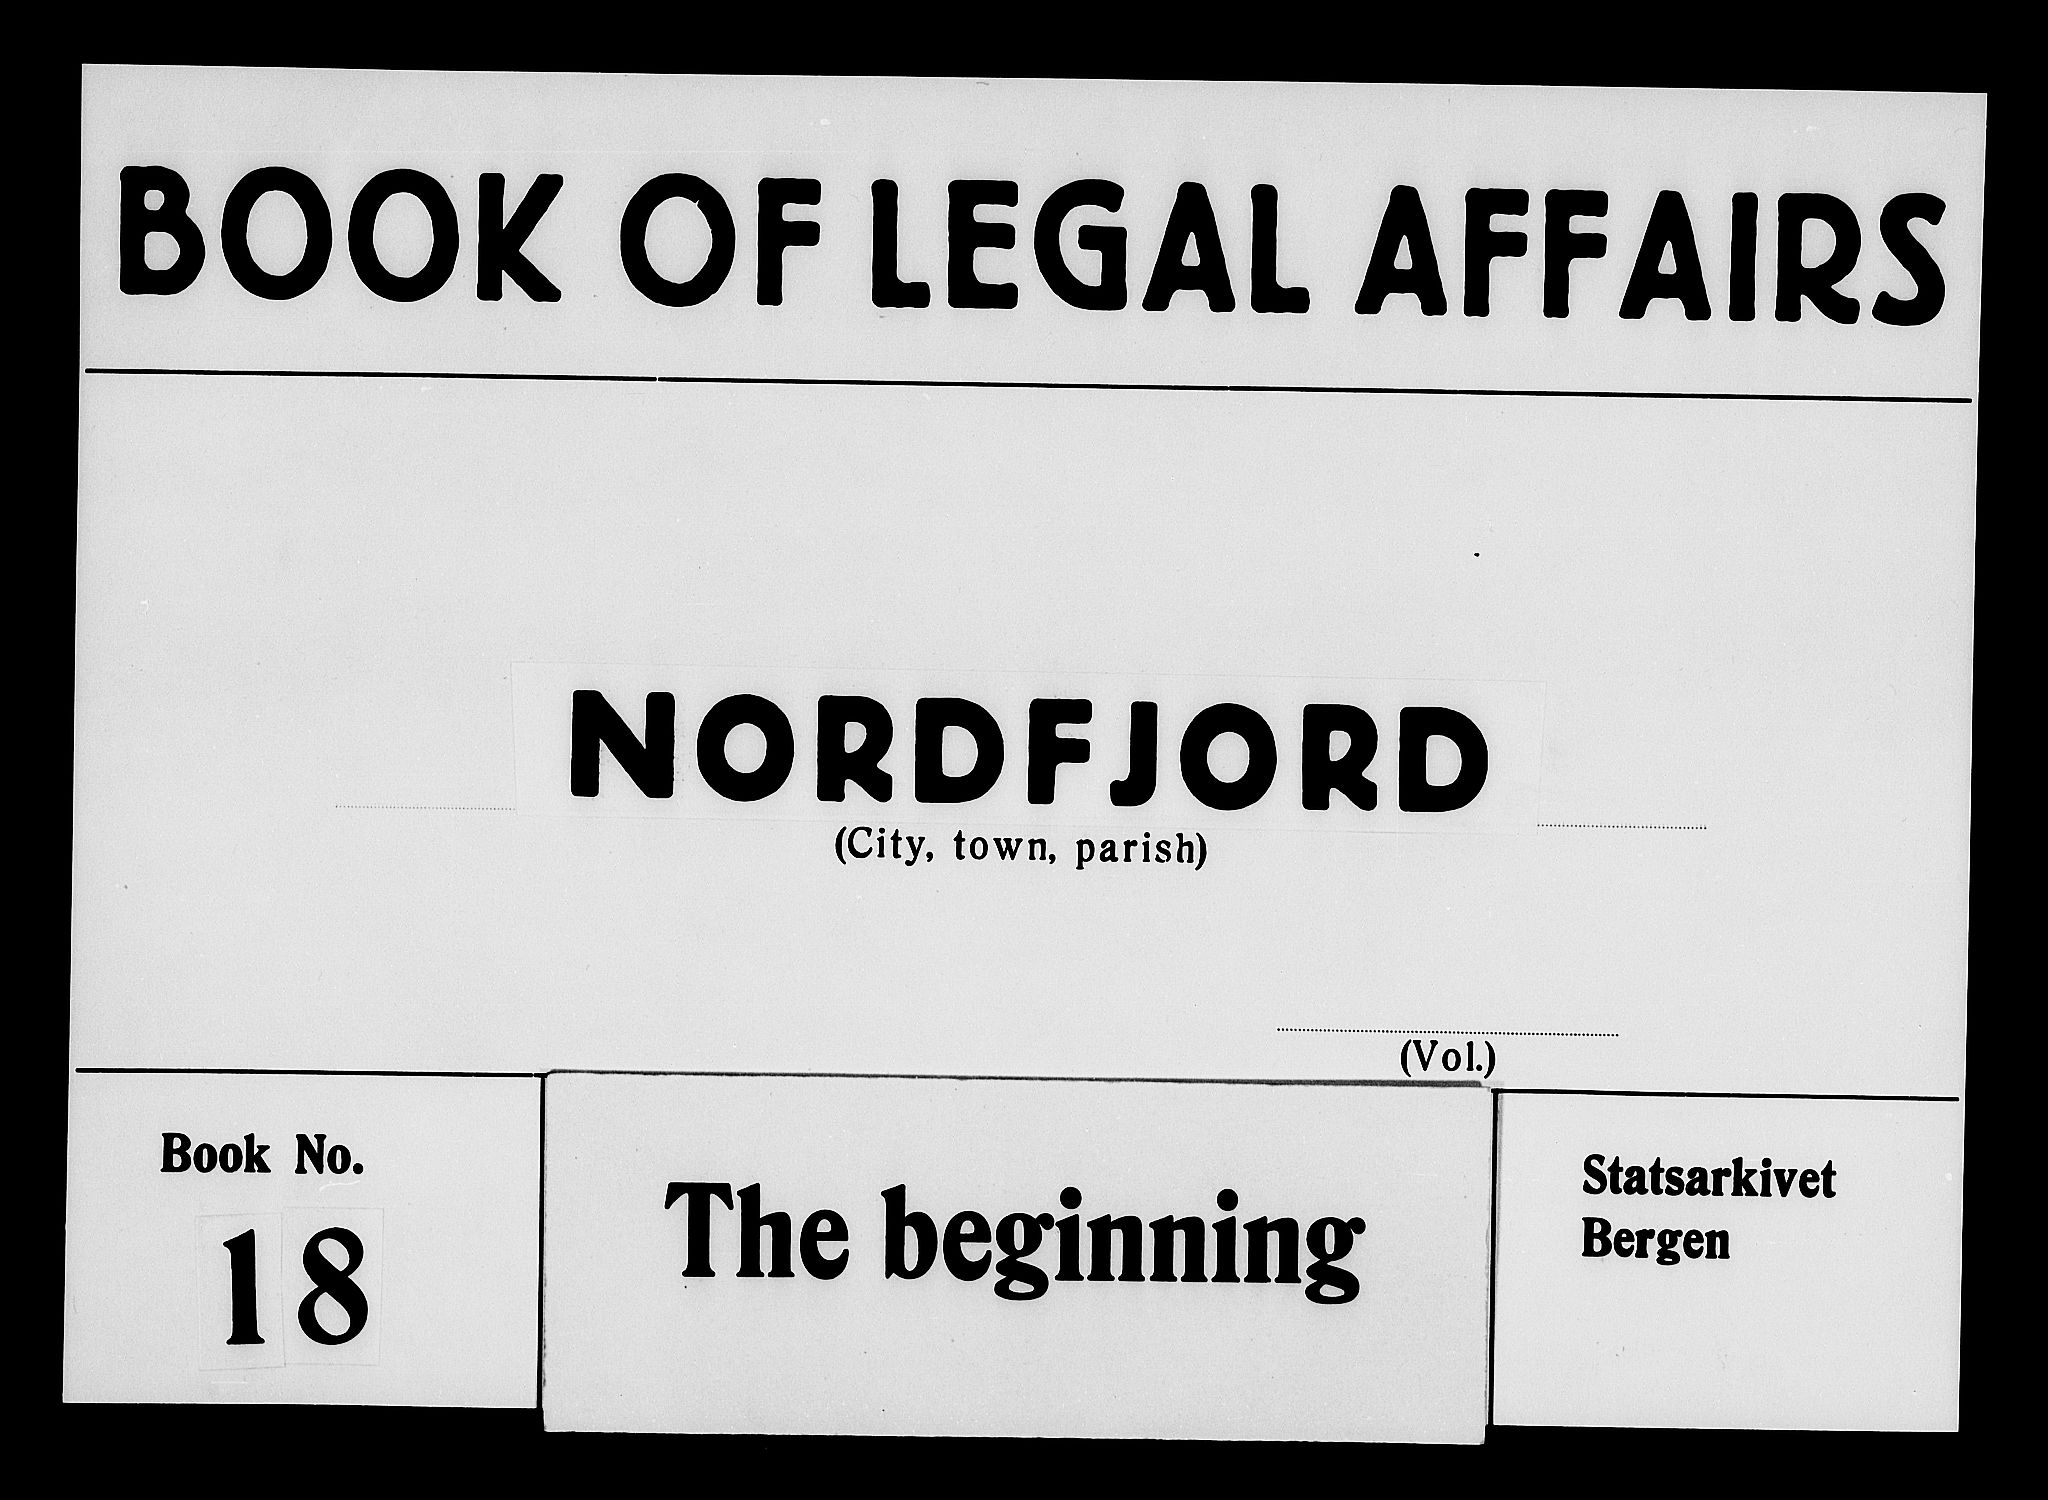 BOOK OF LEGAL AFFAIRS
NORDFJORD
(City, town, parish)
(Vol.)
Book No.
18
The beginning
Statsarkivet
Bergen